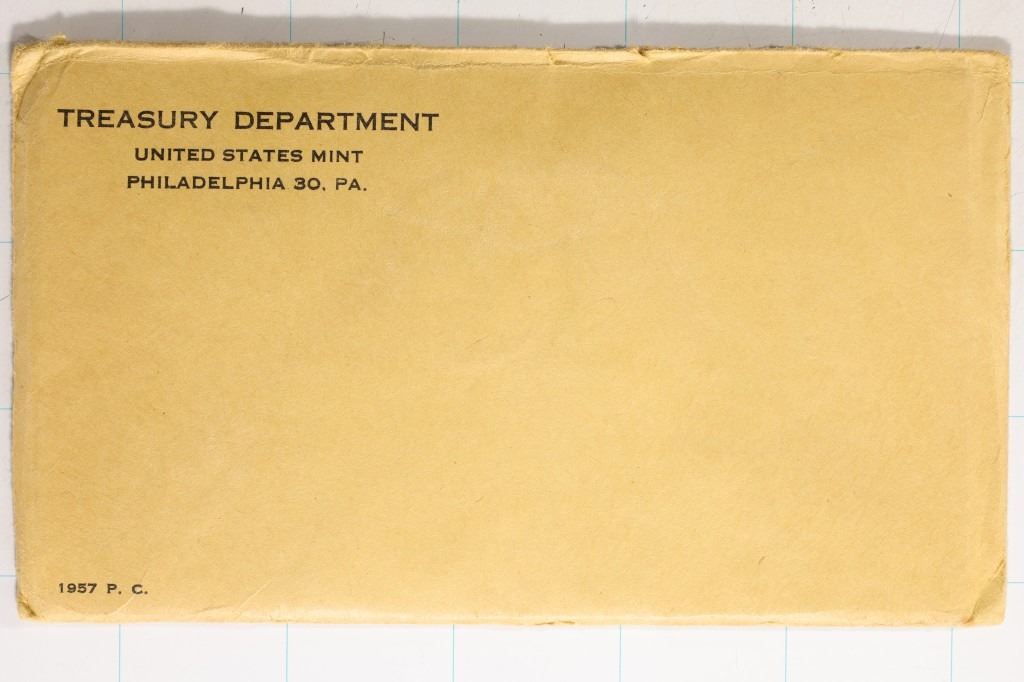 TREASURY DEPARTMENT
UNITED STATES MINT
PHILADELPHIA 30, PA.
1957 P. C.